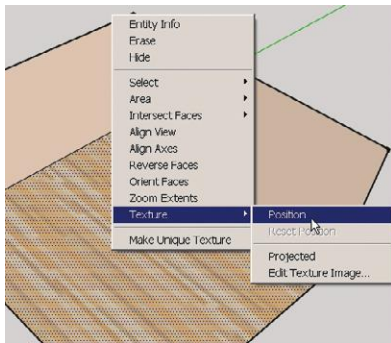 Entity Info
Erase
Hide
Select
Area
Intersect Faces
Align View
Align Axes
Reverse Faces
Orient Faces
Zoom Extents
Texture
Make Unique Texture
Position
Reset Position
Projected
Edit Texture Image...